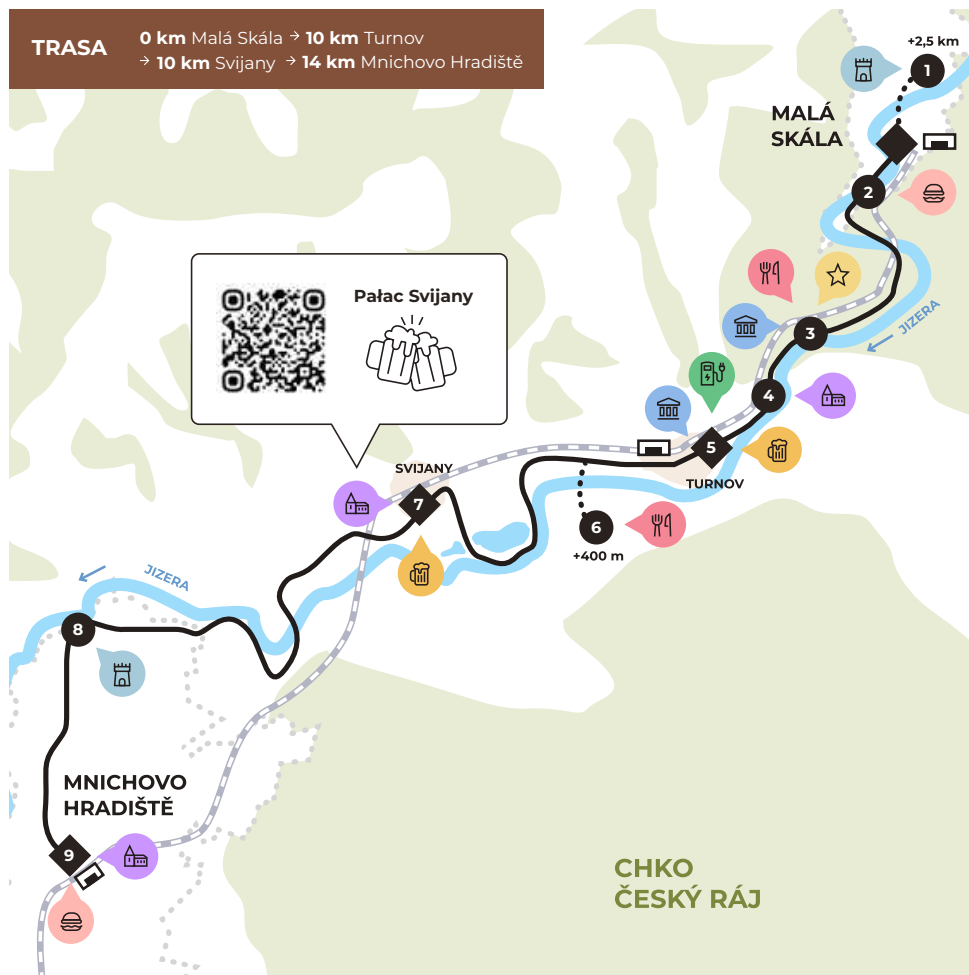 TRASA
0 km Malá Skála → 10 km Turnov
→ 10 km Svijany → 14 km Mnichovo Hradiště
+2,5 km
1
MALÁ
SKÁLA
2
Pałac Svijany
JIZERA
3
4
5
SVIJANY
TURNOV
7
6
+400 m
JIZERA
8
MNICHOVO
HRADIŠTĚ
9
CHKO
ČESKÝ RÁJ